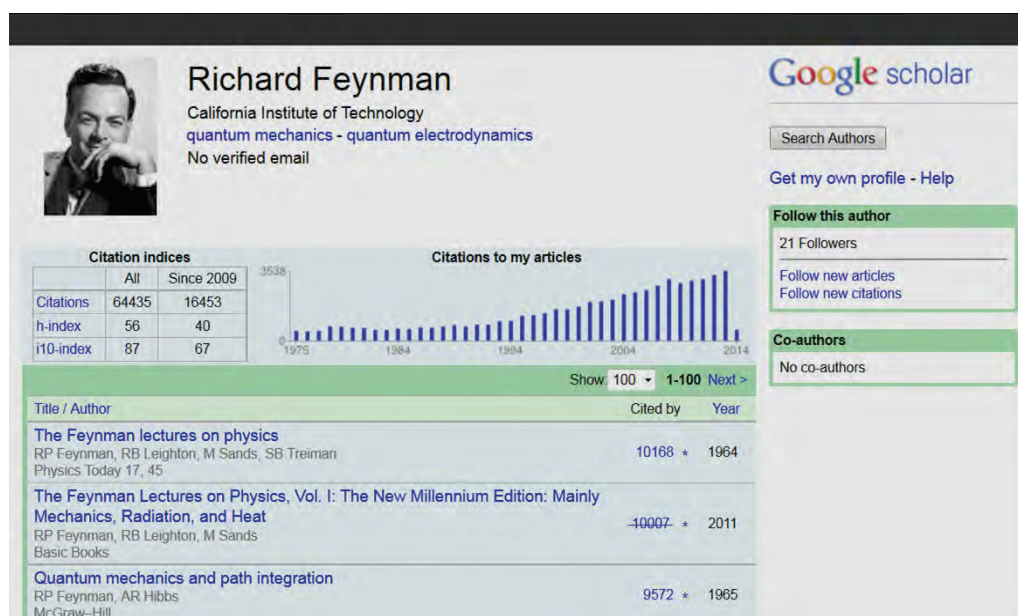 Richard Feynman
California Institute of Technology
quantum mechanics - quantum electrodynamics
No verified email
Google scholar
Search Authors
Get my own profile - Help
Follow this author
21 Followers
Follow new articles
Follow new citations
Co-authors
No co-authors
Citation indices
All Since 2009
Citations 64435 16453
h-index 56 40
i10-index 87 67
Citations to my articles
3538
0
1975 1984 1994 2004 2014
Show: 100 1-100 Next >
Title / Author Cited by Year
The Feynman lectures on physics
RP Feynman, RB Leighton, M Sands, SB Treiman
Physics Today 17, 45
10168 * 1964
The Feynman Lectures on Physics, Vol. I: The New Millennium Edition: Mainly
Mechanics, Radiation, and Heat
RP Feynman, RB Leighton, M Sands
Basic Books
10007 * 2011
Quantum mechanics and path integration
RP Feynman, AR Hibbs
McGraw–Hill
9572 * 1965